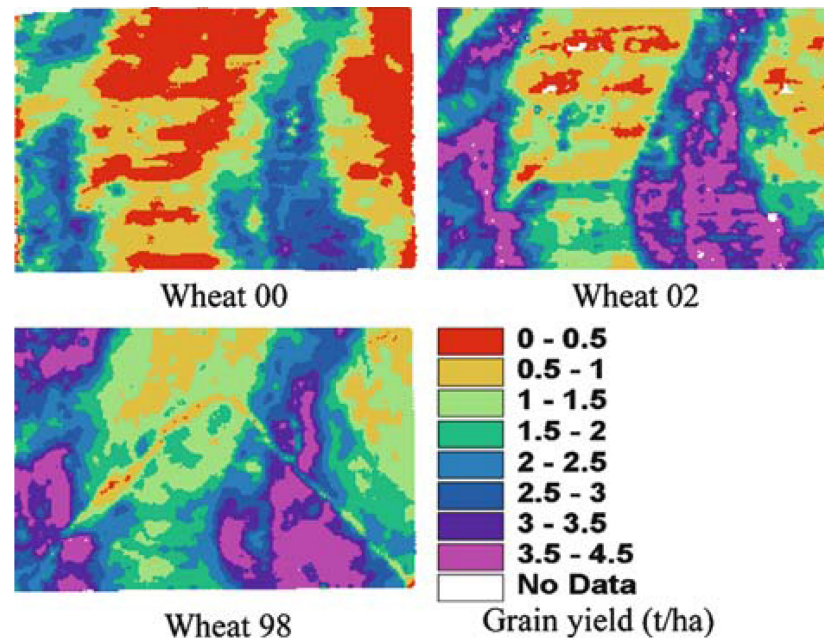 Wheat 00
Wheat 02
0 - 0.5
0.5 - 1
1 - 1.5
1.5 - 2
2 - 2.5
2.5 - 3
3 - 3.5
3.5 - 4.5
No Data
Wheat 98
Grain yield (t/ha)